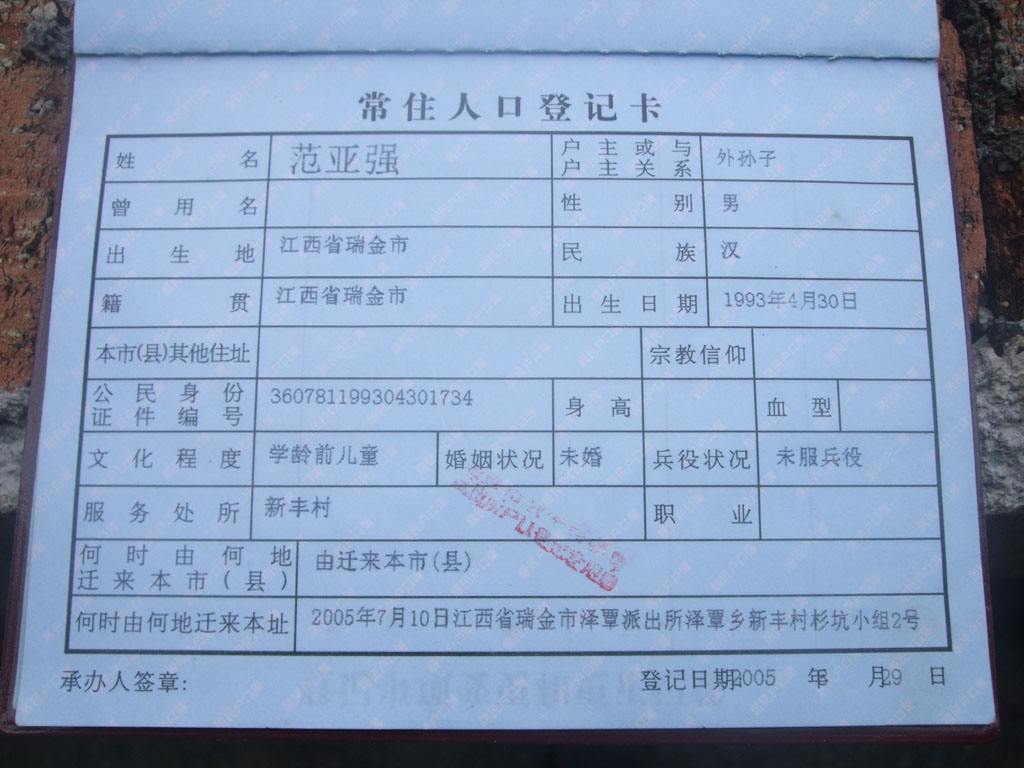 常住人口登记卡
姓名 范亚强 户主或与户主关系 外孙子
曾用名 性别 男
出生地 江西省瑞金市 民族 汉
籍贯 江西省瑞金市 出生日期 1993年4月30日
本市(县)其他住址 宗教信仰
公民身份证件编号 360781199304301734 身高 血型
文化程度 学龄前儿童 婚姻状况 未婚 兵役状况 未服兵役
服务处所 新丰村 职业
何时由何地迁来本市(县) 由迁来本市(县)
何时由何地迁来本址 2005年7月10日江西省瑞金市泽覃派出所泽覃乡新丰村杉坑小组2号
承办人签章: 登记日期 2005 年 月 29 日